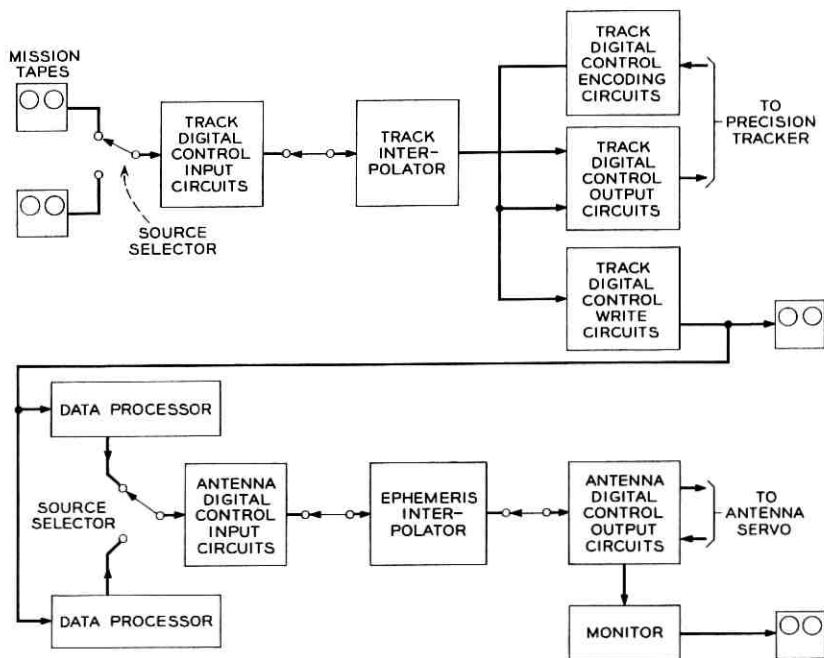 MISSION
TAPES
SOURCE
SELECTOR
TRACK
DIGITAL
CONTROL
INPUT
CIRCUITS
TRACK
INTER-
POLATOR
TRACK
DIGITAL
CONTROL
ENCODING
CIRCUITS
TRACK
DIGITAL
CONTROL
OUTPUT
CIRCUITS
TO
PRECISION
TRACKER
TRACK
DIGITAL
CONTROL
WRITE
CIRCUITS
DATA PROCESSOR
SOURCE
SELECTOR
DATA PROCESSOR
ANTENNA
DIGITAL
CONTROL
INPUT
CIRCUITS
EPHEMERIS
INTER-
POLATOR
ANTENNA
DIGITAL
CONTROL
OUTPUT
CIRCUITS
TO
ANTENNA
SERVO
MONITOR